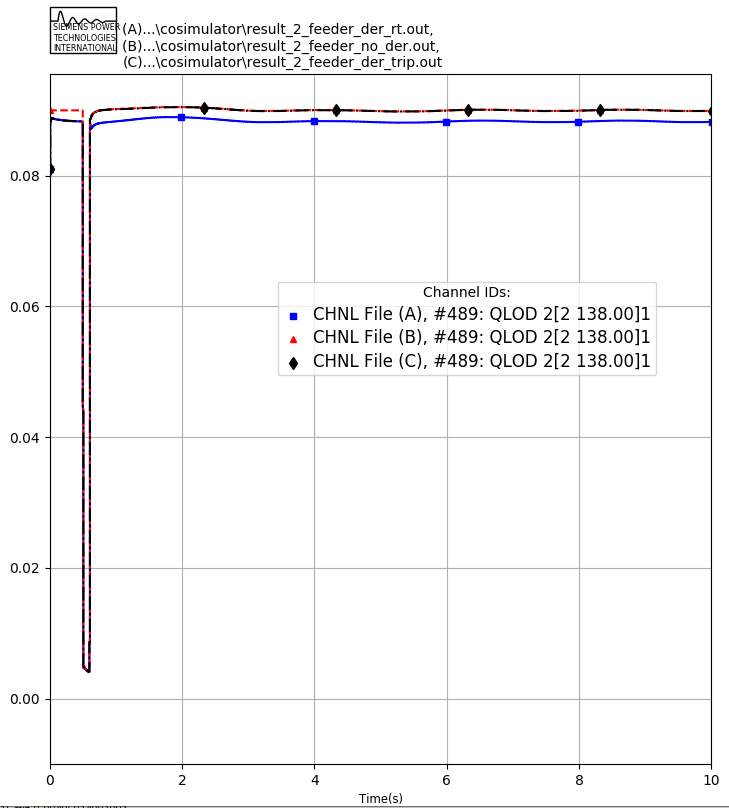 SIEMENS POWER
TECHNOLOGIES
INTERNATIONAL
(A)...\cosimulator\result_2_feeder_der_rt.out,
(B)...\cosimulator\result_2_feeder_no_der.out,
(C)...\cosimulator\result_2_feeder_der_trip.out
0.08
0.06
0.04
0.02
0.00
Channel IDs:
CHNL File (A), #489: QLOD 2[2 138.00]1
CHNL File (B), #489: QLOD 2[2 138.00]1
CHNL File (C), #489: QLOD 2[2 138.00]1
0 2 4 6 8 10
Time(s)